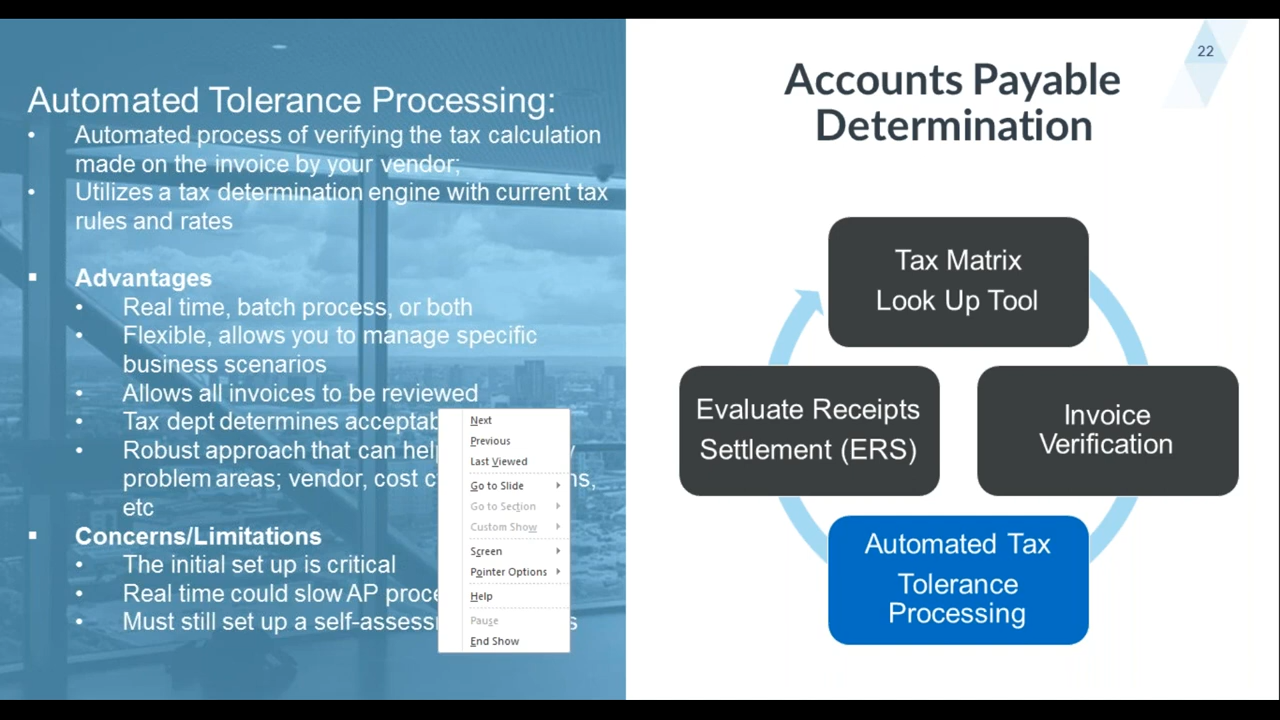 22
Automated Tolerance Processing:
• Automated process of verifying the tax calculation
made on the invoice by your vendor;
• Utilizes a tax determination engine with current tax
rules and rates
▪ Advantages
• Real time, batch process, or both
• Flexible, allows you to manage specific
business scenarios
• Allows all invoices to be reviewed
• Tax dept determines
• Robust approach that can
problem areas; vendor, cost
etc
▪ Concerns/Limitations
• The initial set up is critical
• Real time could slow AP
• Must still set up a
Next
Previous
Last Viewed
Go to Slide
Go to Section
Custom Show
Screen
Pointer Options
Help
Pause
End Show
Accounts Payable
Determination
Tax Matrix
Look Up Tool
Evaluate Receipts
Settlement (ERS)
Invoice
Verification
Automated Tax
Tolerance
Processing